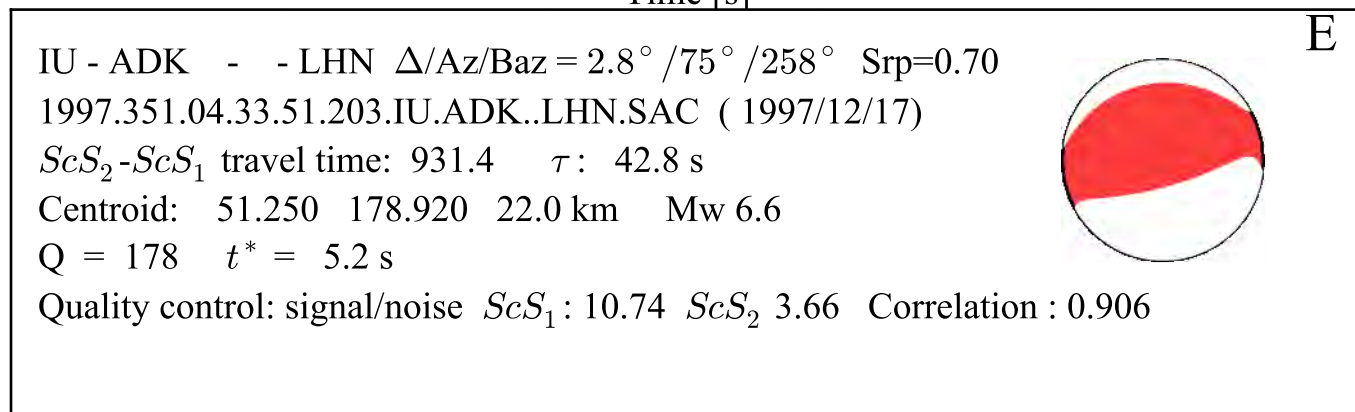 Time [s]
E
IU - ADK - - LHN Δ/Az/Baz = 2.8° /75° /258° Srp=0.70
1997.351.04.33.51.203.IU.ADK..LHN.SAC ( 1997/12/17)
ScS₂-ScS₁ travel time: 931.4 τ : 42.8 s
Centroid: 51.250 178.920 22.0 km Mw 6.6
Q = 178 t* = 5.2 s
Quality control: signal/noise ScS₁: 10.74 ScS₂ 3.66 Correlation : 0.906